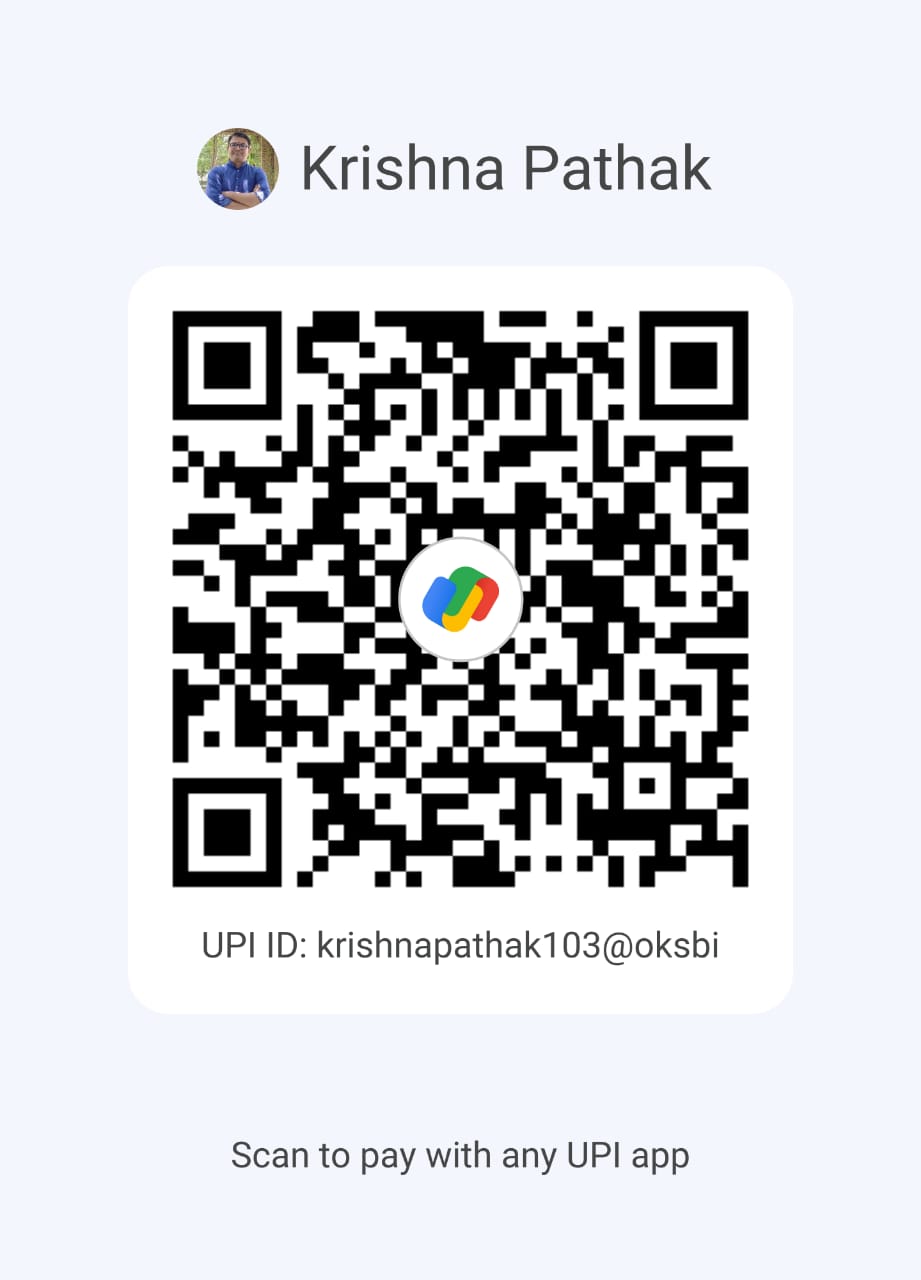 Krishna Pathak
UPI ID: krishnapathak103@oksbi
Scan to pay with any UPI app